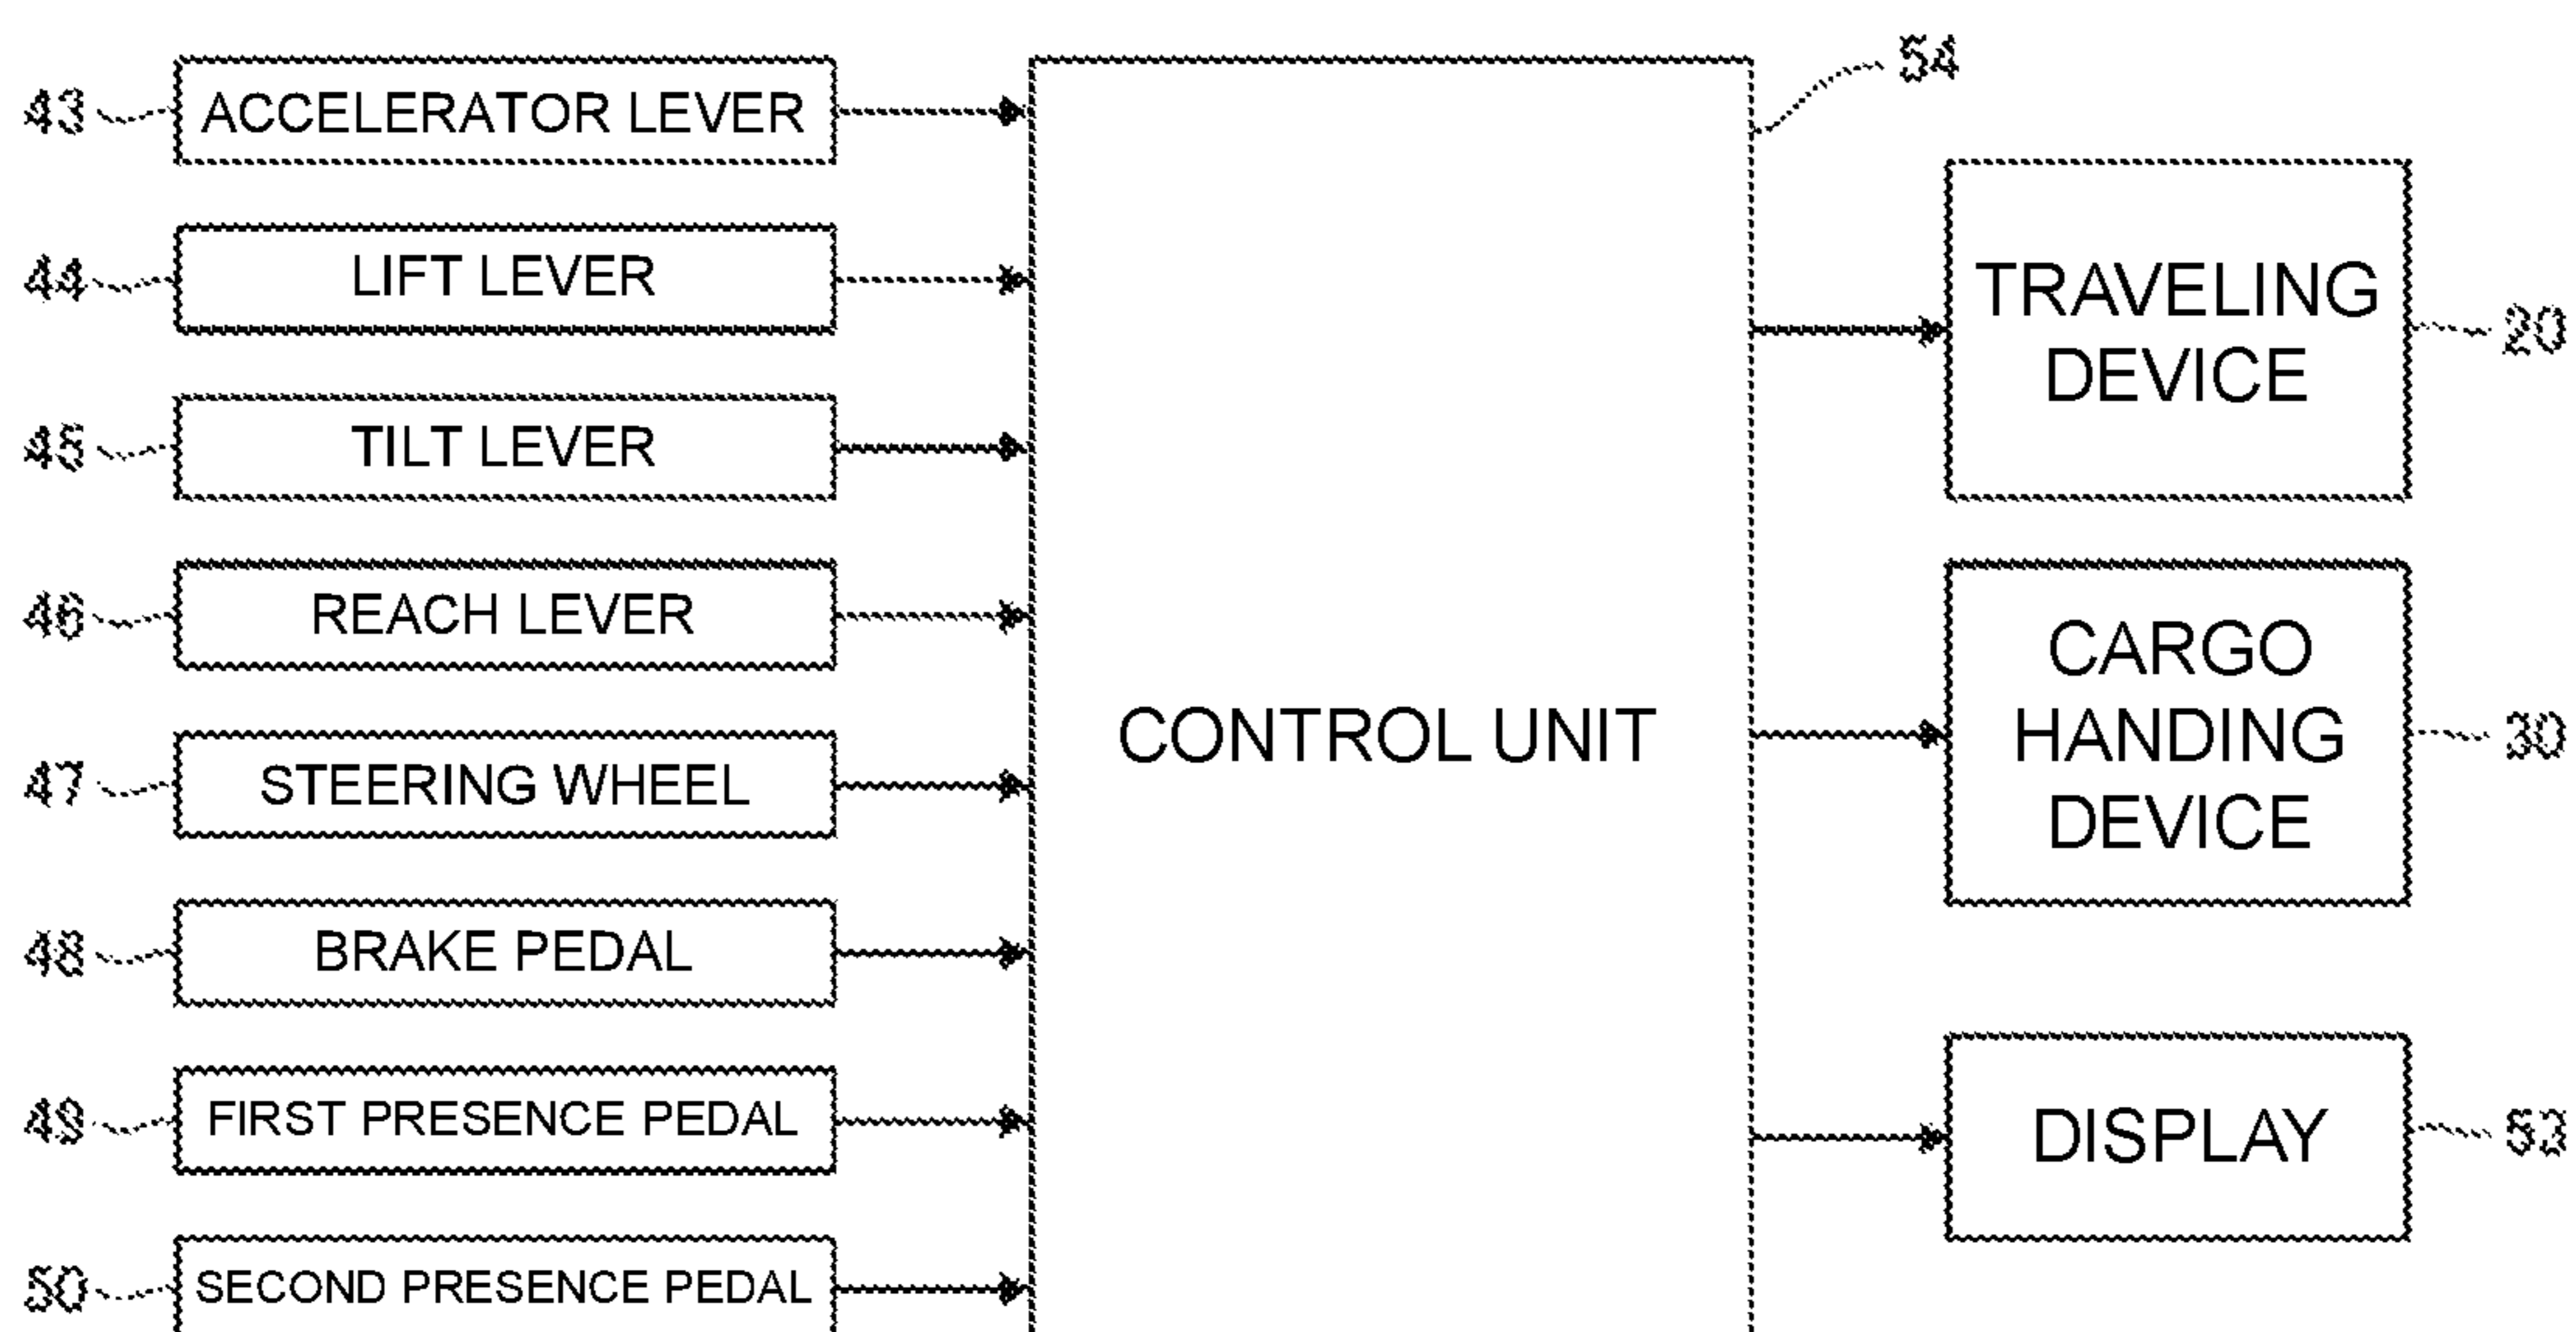 54
43 ACCELERATOR LEVER
44 LIFT LEVER
TRAVELING
DEVICE
20
45 TILT LEVER
46 REACH LEVER
CARGO
HANDING
DEVICE
30
CONTROL UNIT
47 STEERING WHEEL
48 BRAKE PEDAL
49 FIRST PRESENCE PEDAL
DISPLAY
50 SECOND PRESENCE PEDAL